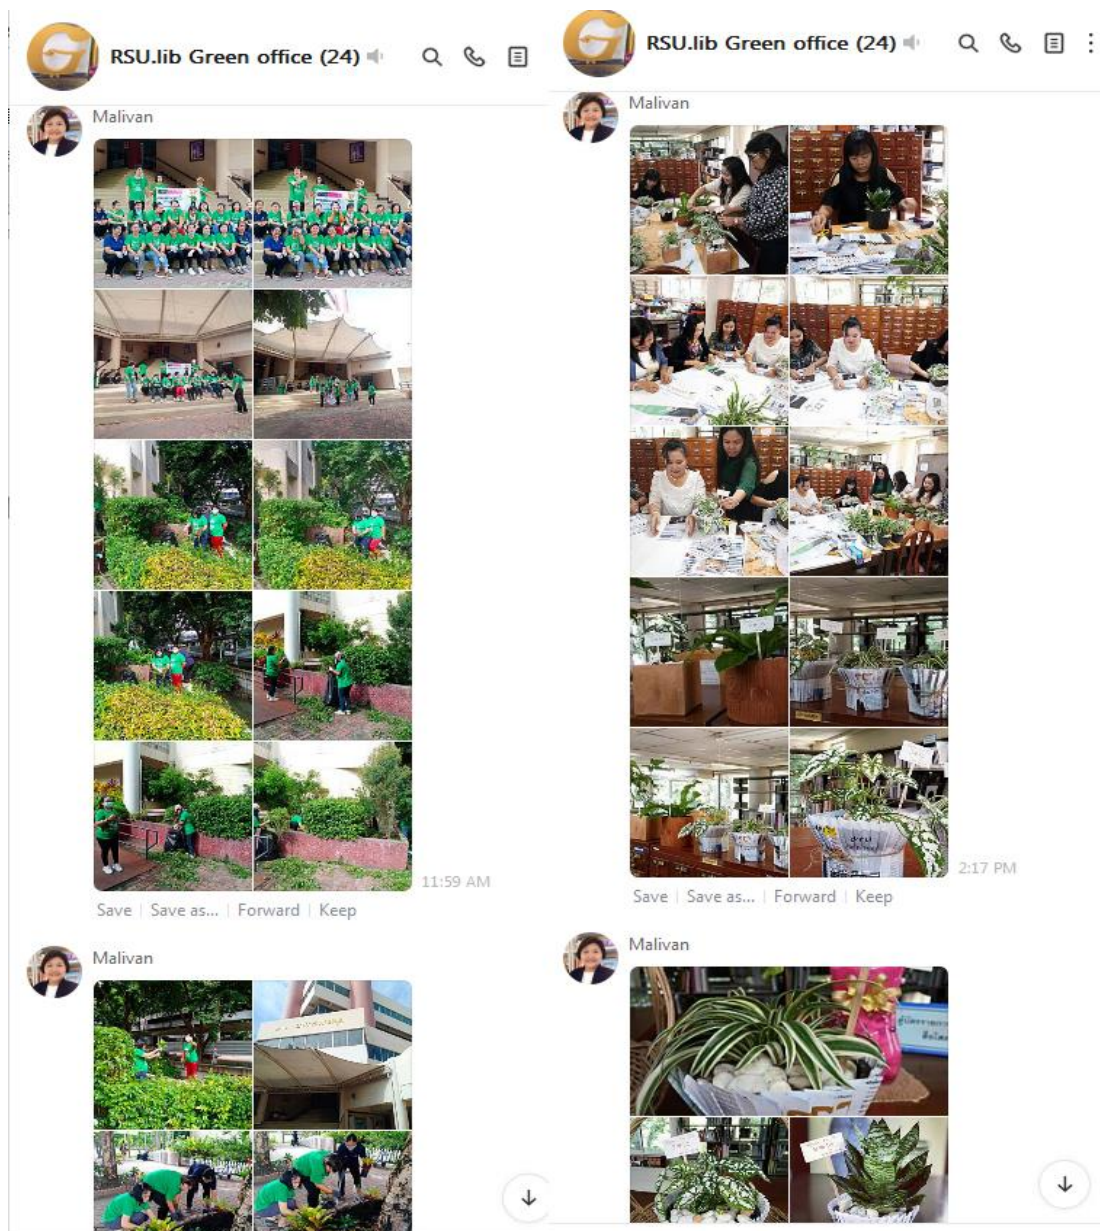 RSU.lib Green office (24)
Malivan
11:59 AM
Save | Save as... | Forward | Keep
Malivan
RSU.lib Green office (24)
Malivan
2:17 PM
Save | Save as... | Forward | Keep
Malivan